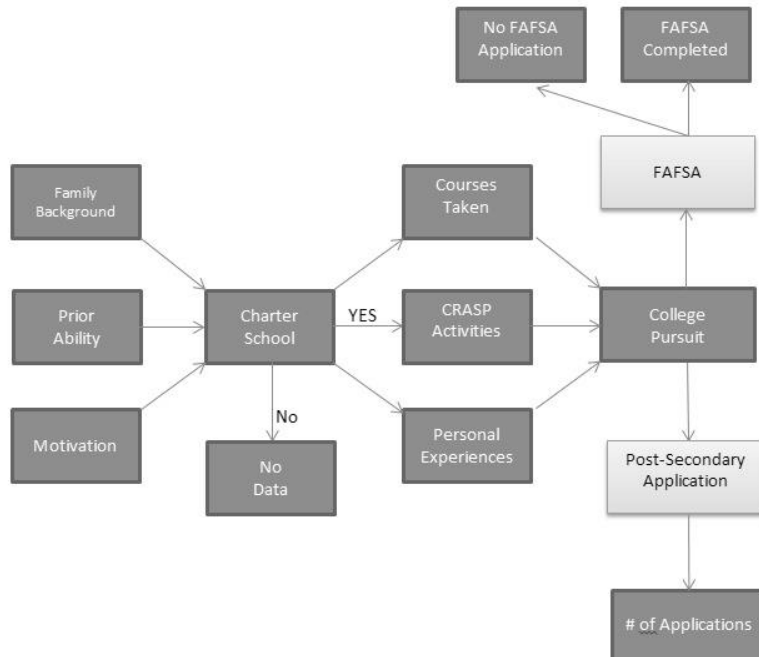 No FAFSA
Application
FAFSA
Completed
FAFSA
Family
Background
Courses
Taken
Prior
Ability
Charter
School
YES
CRASP
Activities
College
Pursuit
Motivation
No
No
Data
Personal
Experiences
Post-Secondary
Application
# of Applications